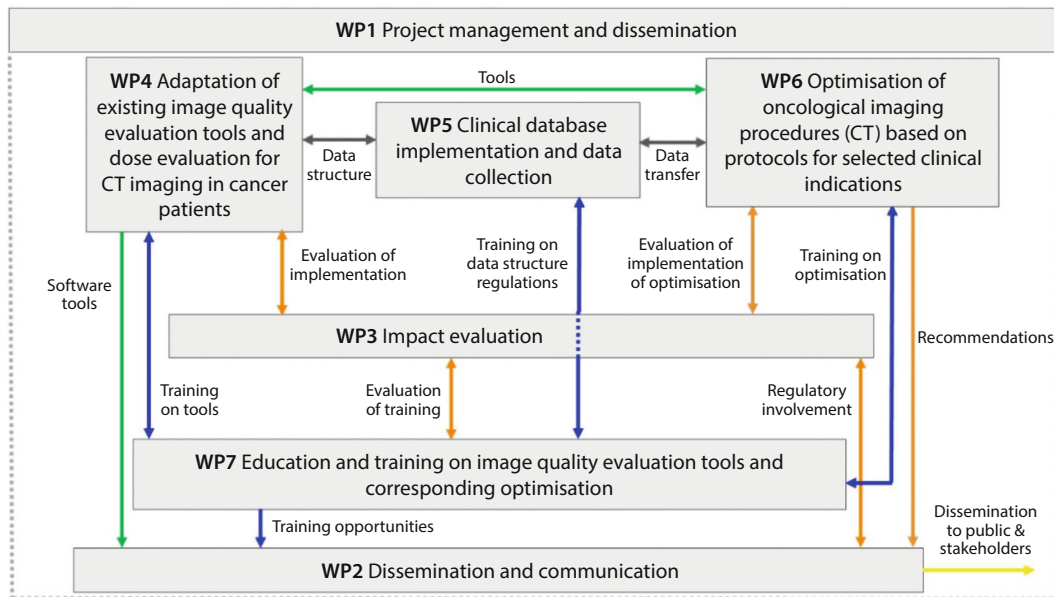 WP1 Project management and dissemination
WP4 Adaptation of
existing image quality
evaluation tools and
dose evaluation for
CT imaging in cancer
patients
Tools
WP6 Optimisation of
oncological imaging
procedures (CT) based on
protocols for selected clinical
indications
WP5 Clinical database
implementation and data
collection
Data
structure
Data
transfer
Software
tools
Evaluation of
implementation
Training on
data structure
regulations
Evaluation of
implementation
of optimisation
Training on
optimisation
WP3 Impact evaluation
Recommendations
Training
on tools
Evaluation
of training
Regulatory
involvement
WP7 Education and training on image quality evaluation tools and
corresponding optimisation
Training opportunities
Dissemination
to public &
stakeholders
WP2 Dissemination and communication